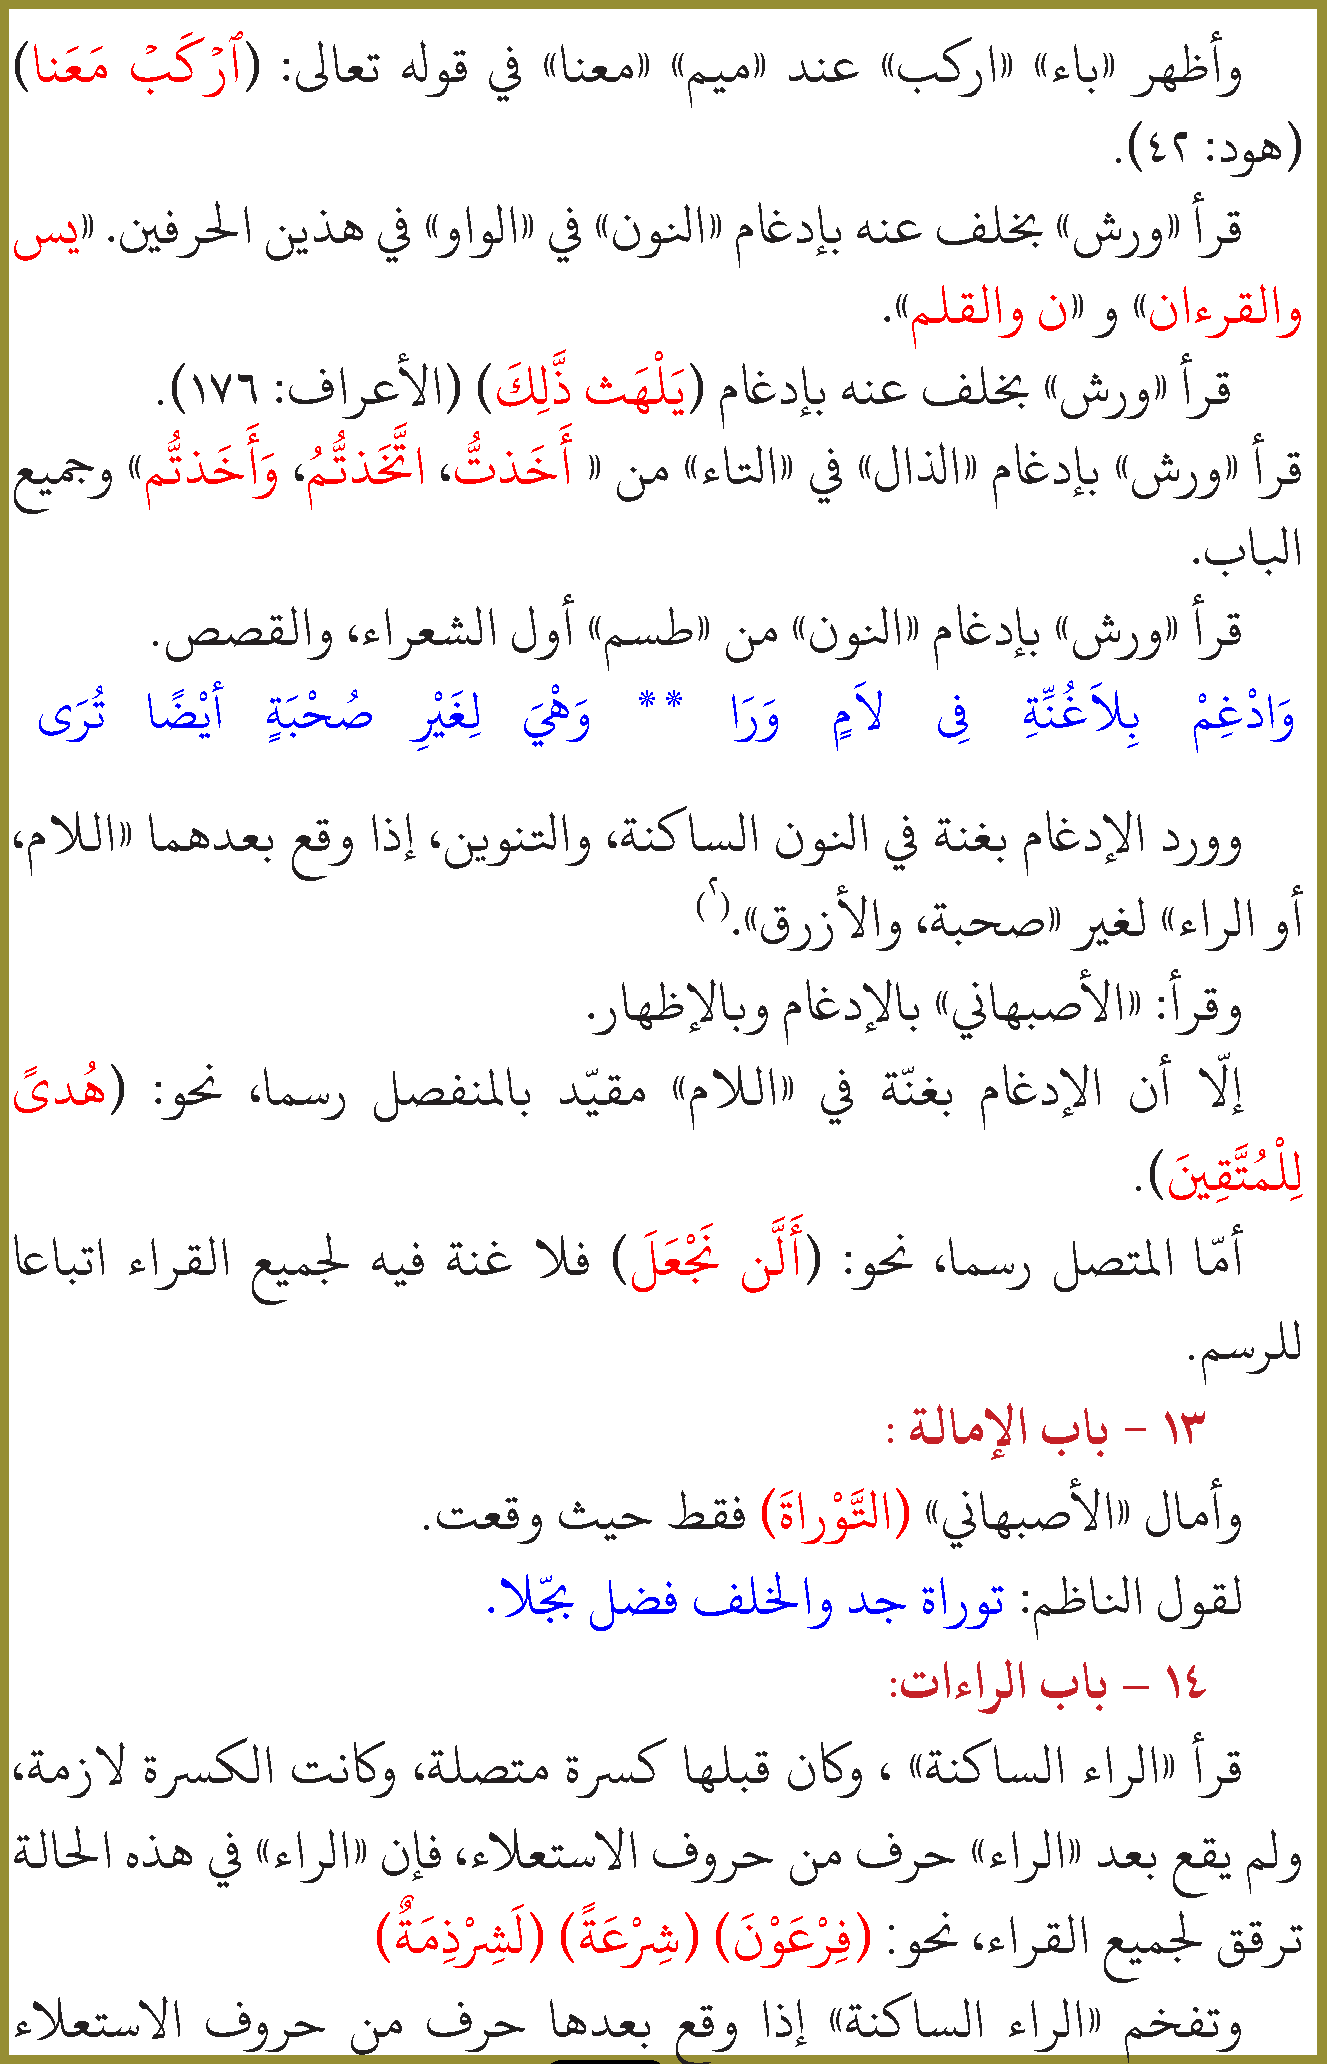 وأظهر «باء» «اركب» عند «ميم» «معنا» في قوله تعالى: (ٱرْكَبْ مَعَنا)
(هود: ٤٢).
قرأ «ورش» بخلف عنه بإدغام «النون» في «الواو» في هذين الحرفين. «يس
والقرءان» و «ن والقلم».
قرأ «ورش» بخلف عنه بإدغام (يَلْهَث ذَّلِكَ) (الأعراف: ١٧٦).
قرأ «ورش» بإدغام «الذال» في «التاء» من « أَخَذتُّ، اتَّخَذتُّمُ، وَأَخَذتُّم» وجميع
الباب.
قرأ «ورش» بإدغام «النون» من «طسم» أول الشعراء، والقصص.
وَادْغِمْ بِلاَغُنِّةِ فِى لاَمٍ وَرَا ** وَهْيَ لِغَيْرِ صُحْبَةٍ أيْضًا تُرَى
وورد الإدغام بغنة في النون الساكنة، والتنوين، إذا وقع بعدهما «اللام،
أو الراء» لغير «صحبة، والأزرق».(٢)
وقرأ: «الأصبهاني» بالإدغام وبالإظهار.
إلّا أن الإدغام بغنّة في «اللام» مقيّد بالمنفصل رسما، نحو: (هُدىً
لِلْمُتَّقِينَ).
أمّا المتصل رسما، نحو: (أَلَّن نَجْعَلَ) فلا غنة فيه لجميع القراء اتباعا
للرسم.
١٣ - باب الإمالة :
وأمال «الأصبهاني» (التَّوْراةَ) فقط حيث وقعت.
لقول الناظم: توراة جد والخلف فضل بجّلا.
١٤ – باب الراءات:
قرأ «الراء الساكنة» ، وكان قبلها كسرة متصلة، وكانت الكسرة لازمة،
ولم يقع بعد «الراء» حرف من حروف الاستعلاء، فإن «الراء» في هذه الحالة
ترقق لجميع القراء، نحو: (فِرْعَوْنَ) (شِرْعَةً) (لَشِرْذِمَةٌ)
وتفخم «الراء الساكنة» إذا وقع بعدها حرف من حروف الاستعلاء